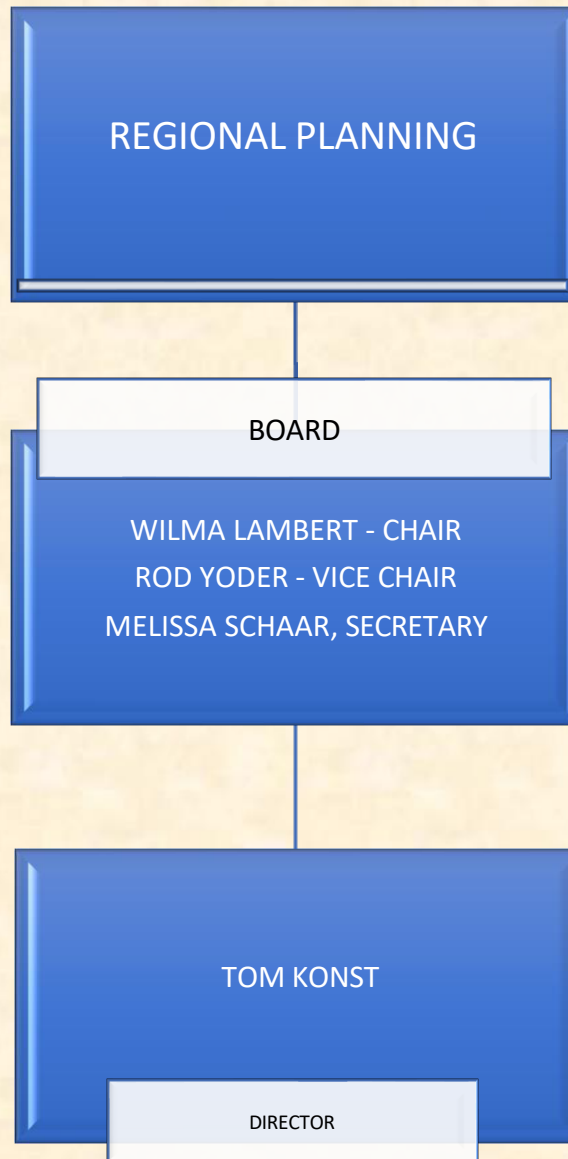 REGIONAL PLANNING
BOARD
WILMA LAMBERT - CHAIR
ROD YODER - VICE CHAIR
MELISSA SCHAAR, SECRETARY
TOM KONST
DIRECTOR